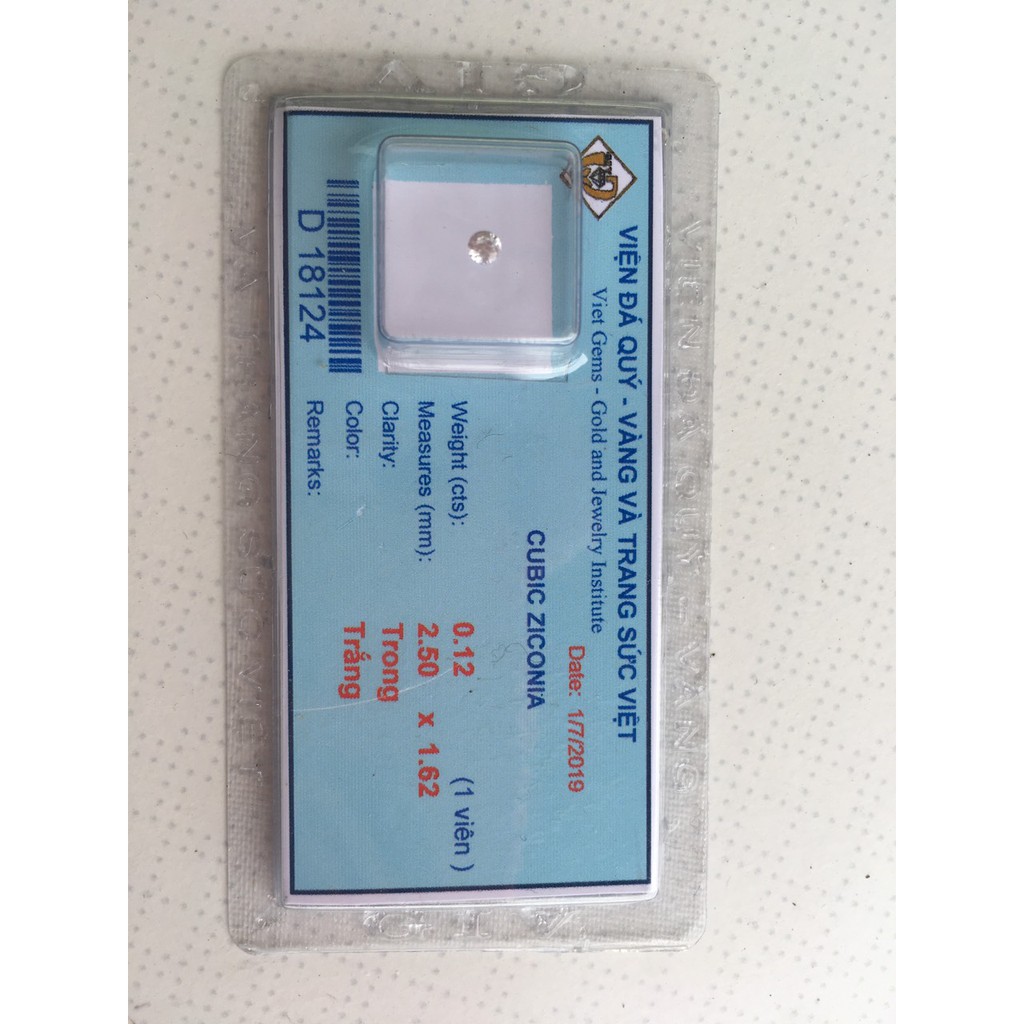 VIỆN ĐÁ QUÝ - VÀNG VÀ TRANG SỨC VIỆT
Viet Gems - Gold and Jewelry Institute
Date: 1/7/2019
CUBIC ZICONIA
Weight (cts): 0.12 (1 viên )
Measures (mm): 2.50 x 1.62
Clarity: Trong
Color: Trắng
Remarks:
D 18124